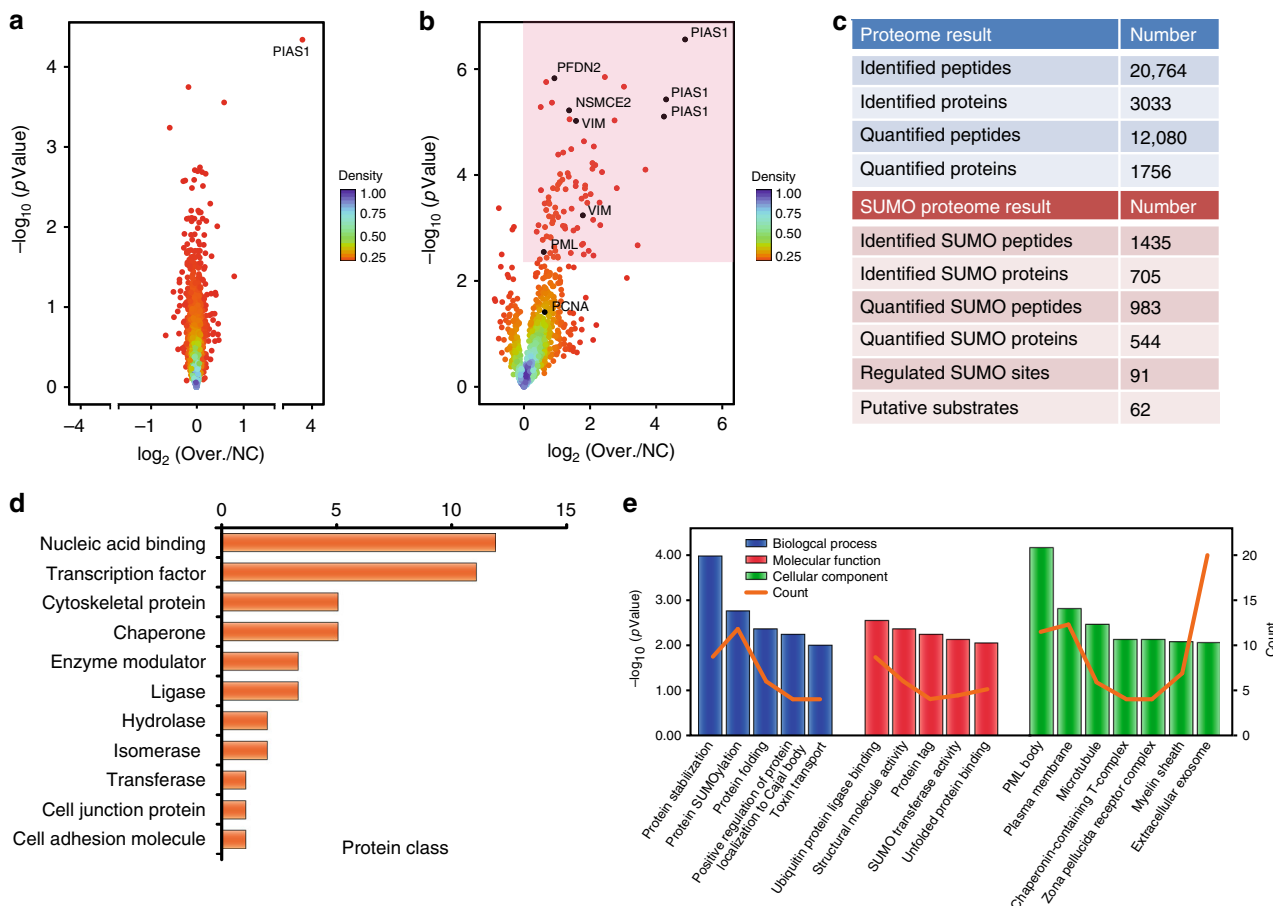 a
PIAS1
4
3
2
1
0
−log10 (p Value)
−4
−1
0
1
4
log2 (Over./NC)
Density
1.00
0.75
0.50
0.25
b
PIAS1
PFDN2
PIAS1
NSMCE2
PIAS1
VIM
VIM
PML
PCNA
6
4
2
0
−log10 (p Value)
0
2
4
6
log2 (Over./NC)
Density
1.00
0.75
0.50
0.25
c
Proteome result Number
Identified peptides 20,764
Identified proteins 3033
Quantified peptides 12,080
Quantified proteins 1756
SUMO proteome result Number
Identified SUMO peptides 1435
Identified SUMO proteins 705
Quantified SUMO peptides 983
Quantified SUMO proteins 544
Regulated SUMO sites 91
Putative substrates 62
d
0 5 10 15
Nucleic acid binding
Transcription factor
Cytoskeletal protein
Chaperone
Enzyme modulator
Ligase
Hydrolase
Isomerase
Transferase
Cell junction protein
Cell adhesion molecule
Protein class
e
Biologcal process
Molecular function
Cellular component
Count
4.00
3.00
2.00
1.00
0.00
−log10 (p Value)
20
15
10
5
0
Count
Protein stabilization
Protein SUMOylation
Protein folding
Positive regulation of protein
localization to Cajal body
Toxin transport
Ubiquitin protein ligase binding
Structural molecule activity
Protein tag
SUMO transferase activity
Unfolded protein binding
PML body
Plasma membrane
Microtubule
Chaperonin-containing T-complex
Zona pellucida receptor complex
Myelin sheath
Extracellular exosome